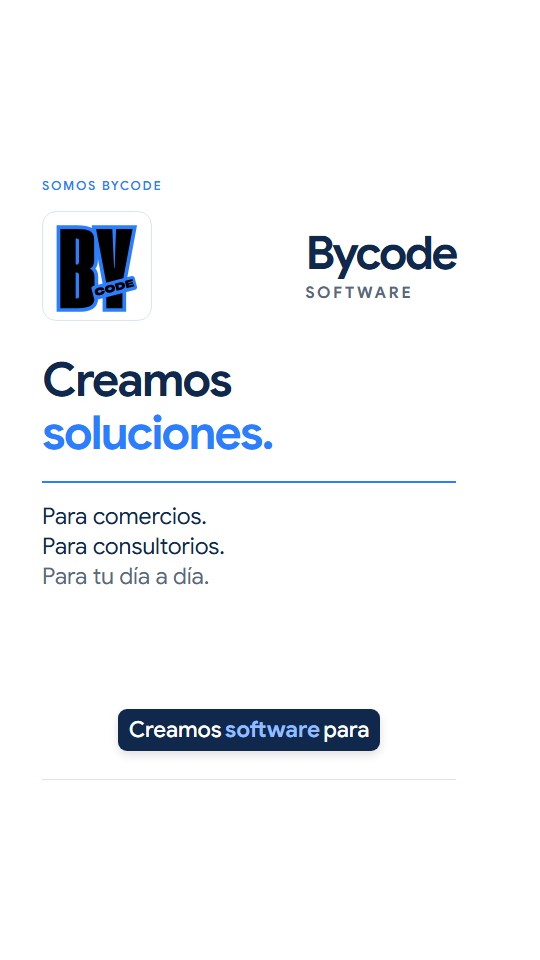 SOMOS BYCODE
BY
CODE
Bycode
SOFTWARE
Creamos
soluciones.
Para comercios.
Para consultorios.
Para tu día a día.
Creamos software para